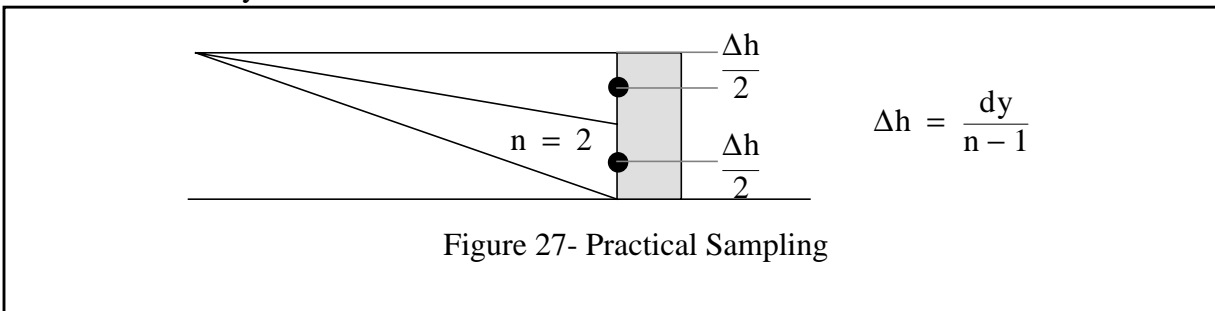 Δh
2
n = 2
Δh
2
Δh = dy / n – 1
Figure 27- Practical Sampling